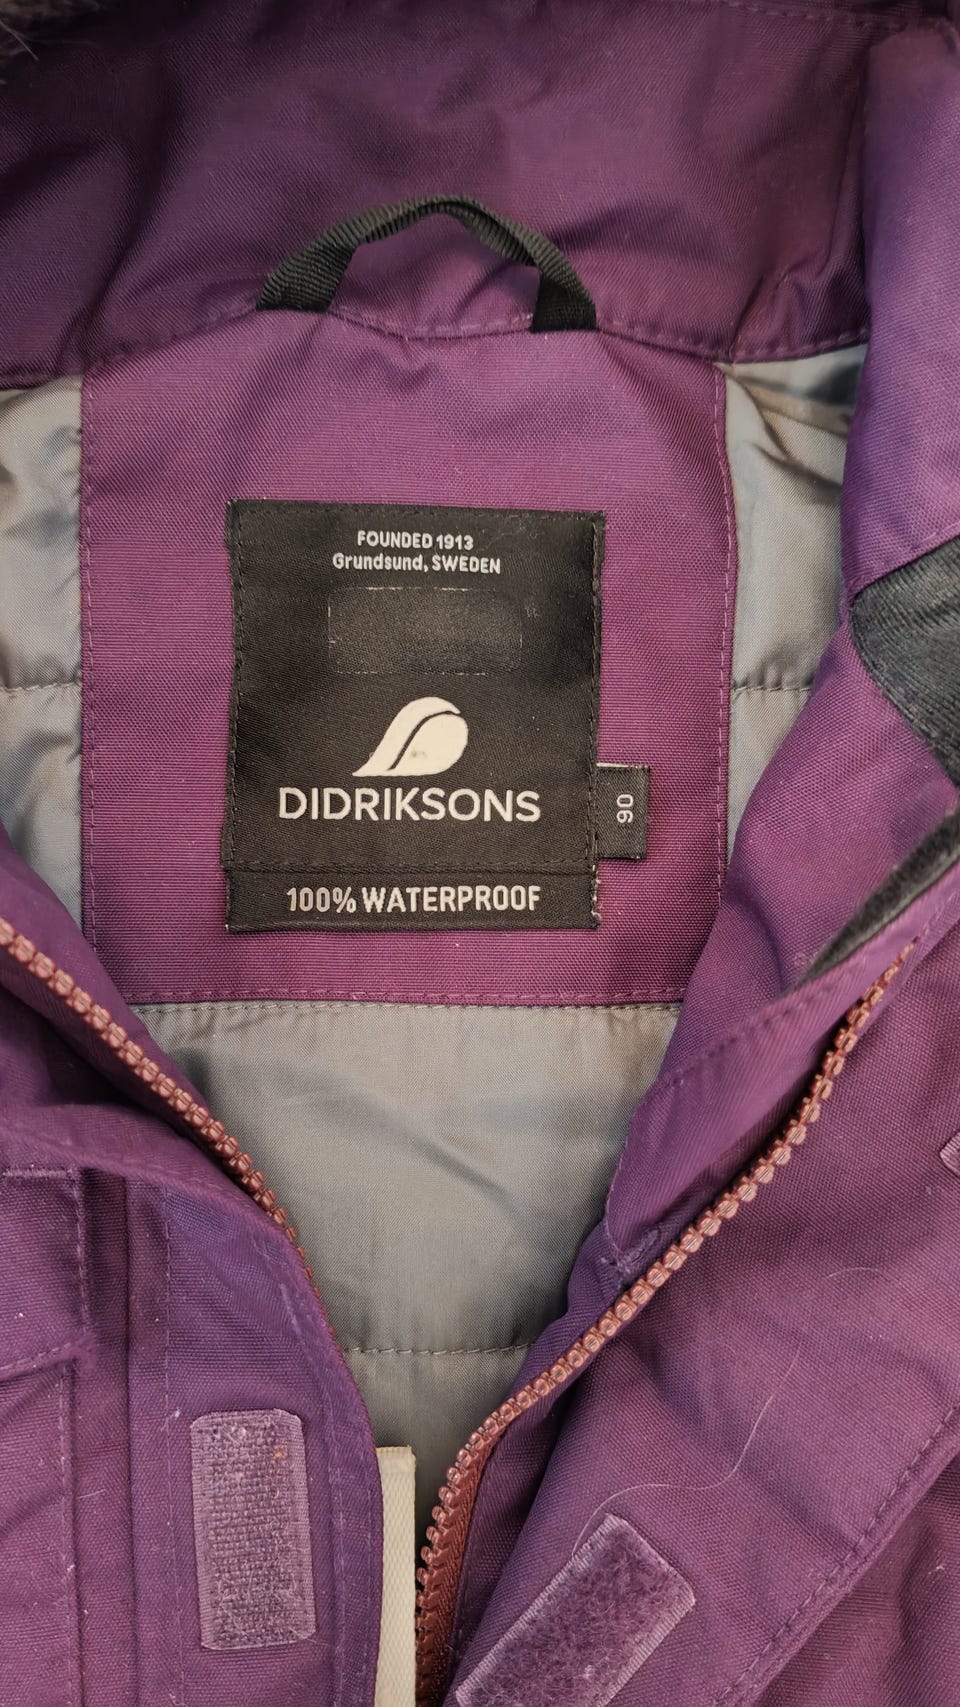 FOUNDED 1913
Grundsund, SWEDEN
DIDRIKSONS
90
100% WATERPROOF